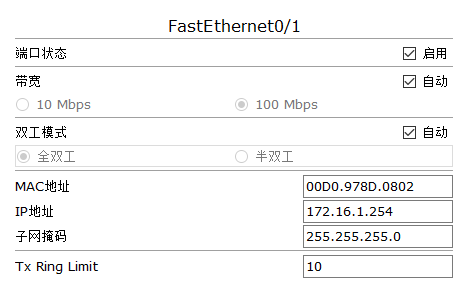 FastEthernet0/1
端口状态 启用
带宽 自动
10 Mbps 100 Mbps
双工模式 自动
全双工 半双工
MAC地址 00D0.978D.0802
IP地址 172.16.1.254
子网掩码 255.255.255.0
Tx Ring Limit 10